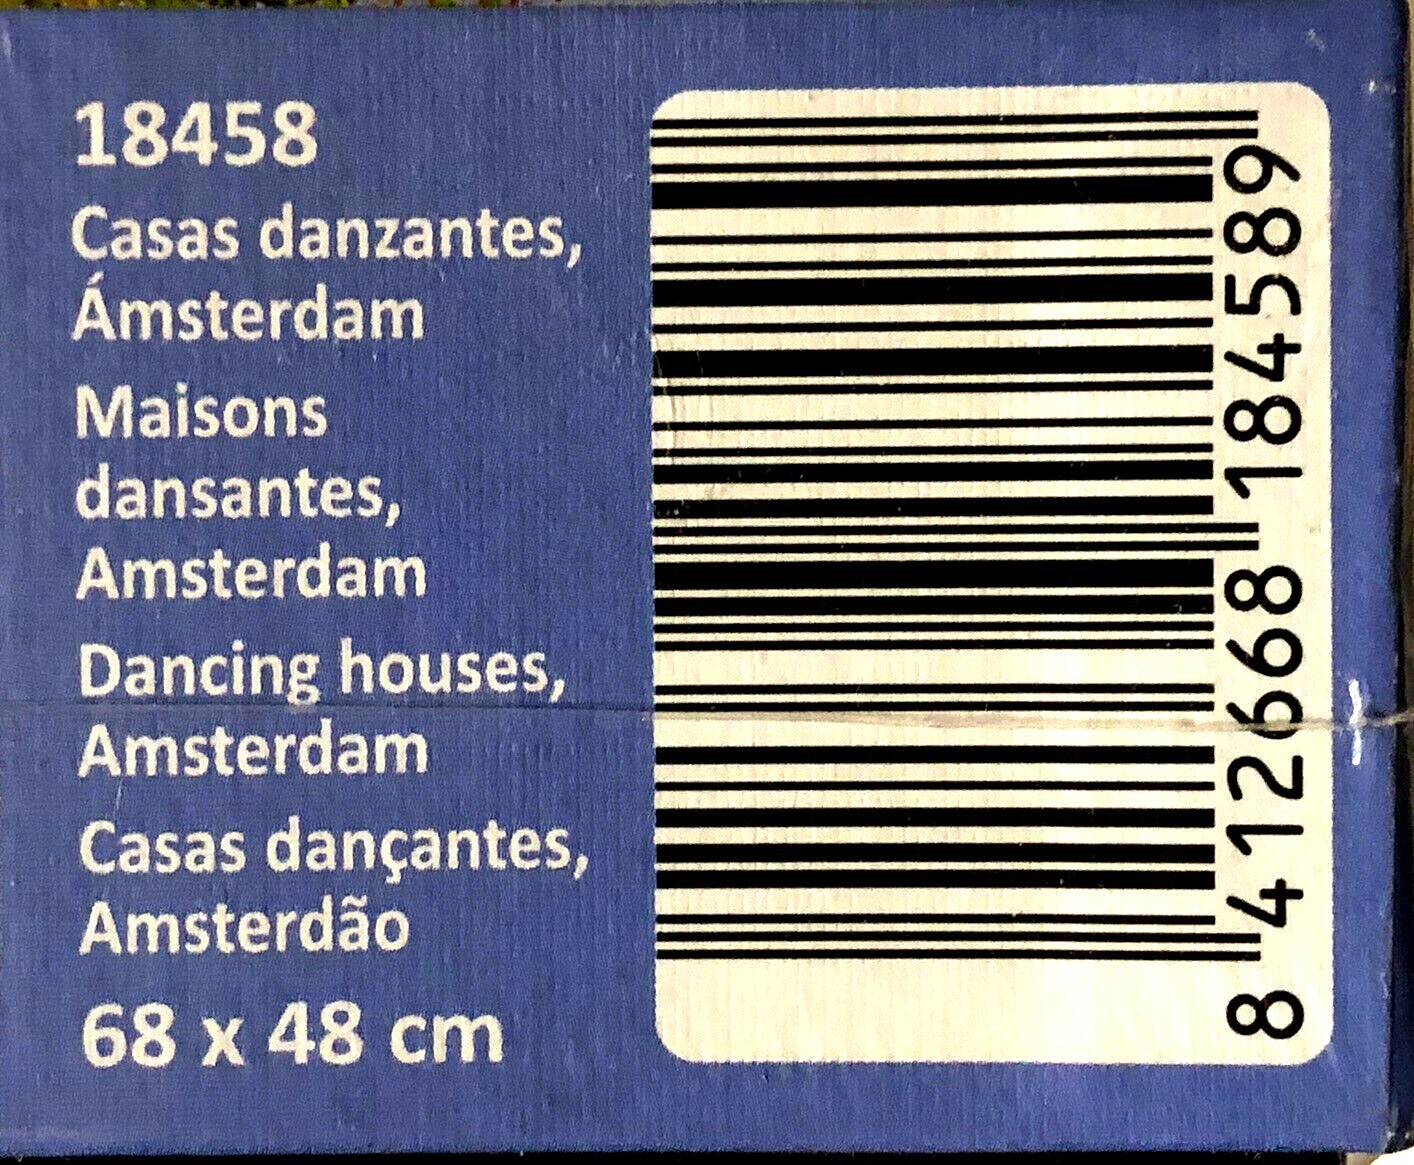 18458
Casas danzantes,
Ámsterdam
Maisons
dansantes,
Amsterdam
Dancing houses,
Amsterdam
Casas dançantes,
Amsterdão
68 x 48 cm
8 412668 184589